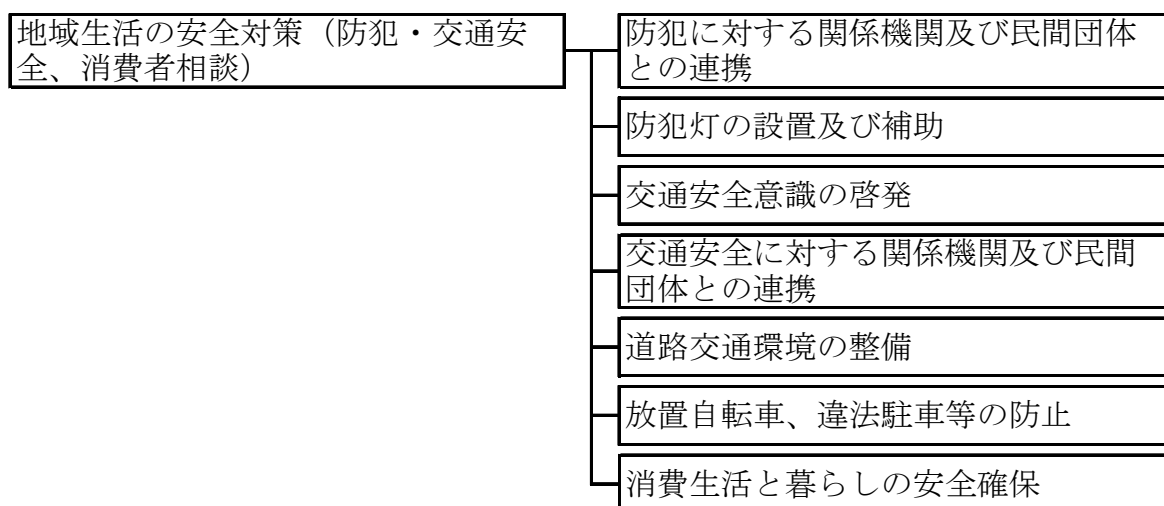 地域生活の安全対策（防犯・交通安
全、消費者相談）
防犯に対する関係機関及び民間団体
との連携
防犯灯の設置及び補助
交通安全意識の啓発
交通安全に対する関係機関及び民間
団体との連携
道路交通環境の整備
放置自転車、違法駐車等の防止
消費生活と暮らしの安全確保